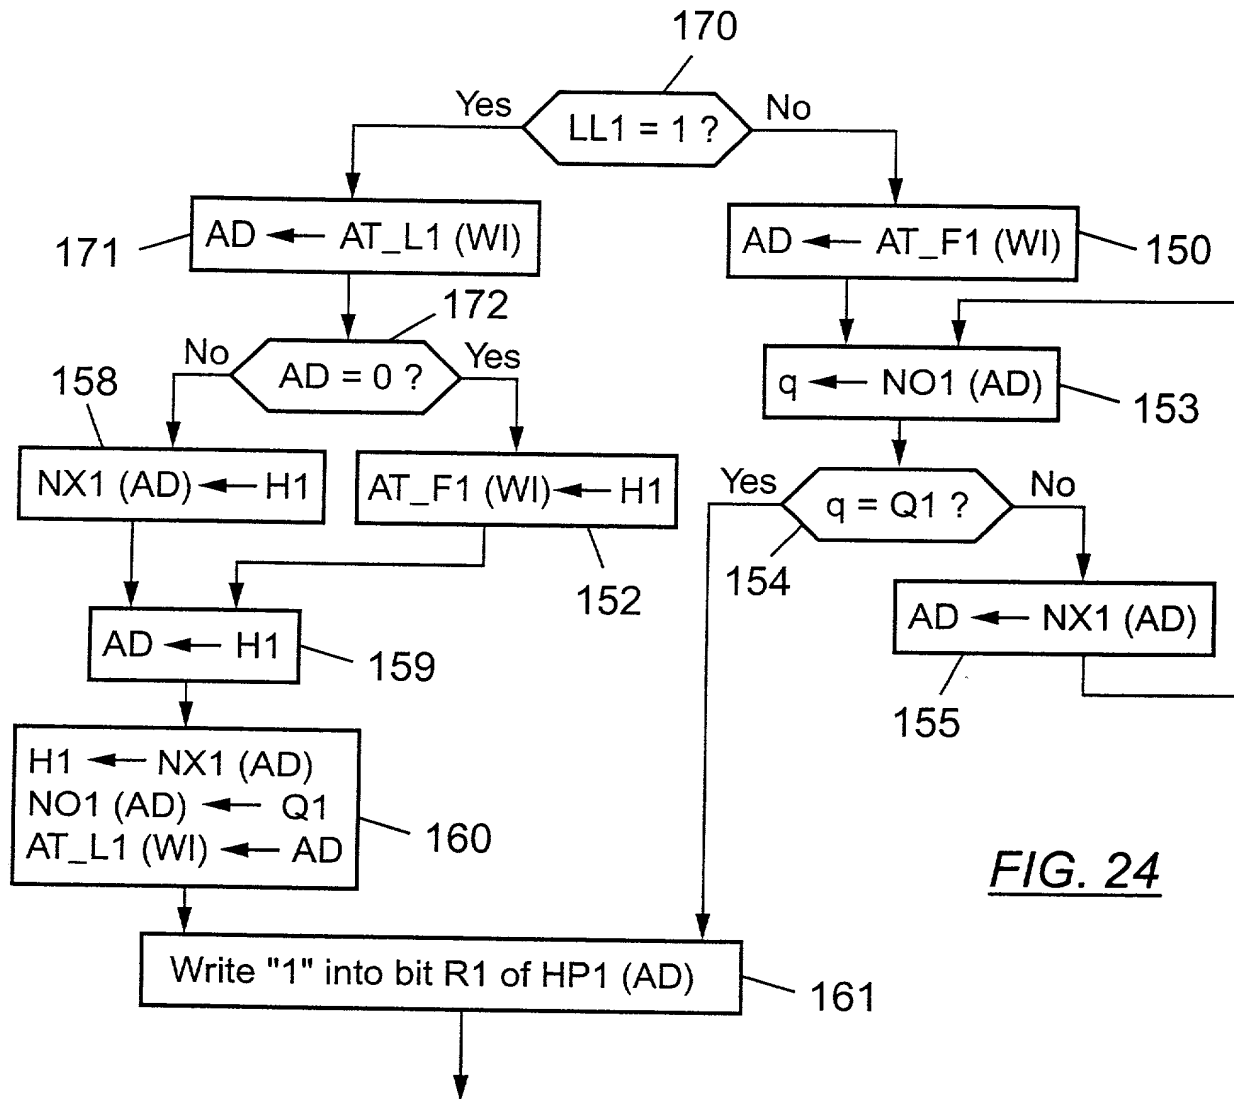 170
Yes
No
LL1 = 1 ?
AD ← AT_L1 (WI)
171
AD ← AT_F1 (WI)
150
172
No
Yes
AD = 0 ?
158
q ← NO1 (AD)
153
NX1 (AD) ← H1
AT_F1 (WI) ← H1
152
Yes
No
q = Q1 ?
154
AD ← H1
159
AD ← NX1 (AD)
155
H1 ← NX1 (AD)
NO1 (AD) ← Q1
AT_L1 (WI) ← AD
160
FIG. 24
Write "1" into bit R1 of HP1 (AD)
161